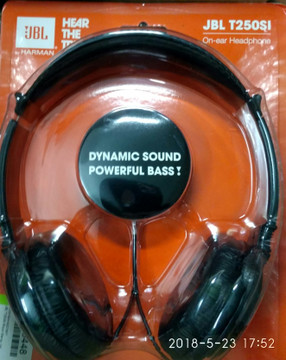 JBL
by HARMAN
HEAR
THE
JBL T250SI
On-ear Headphone
DYNAMIC SOUND
POWERFUL BASS!
2018-5-23 17:52